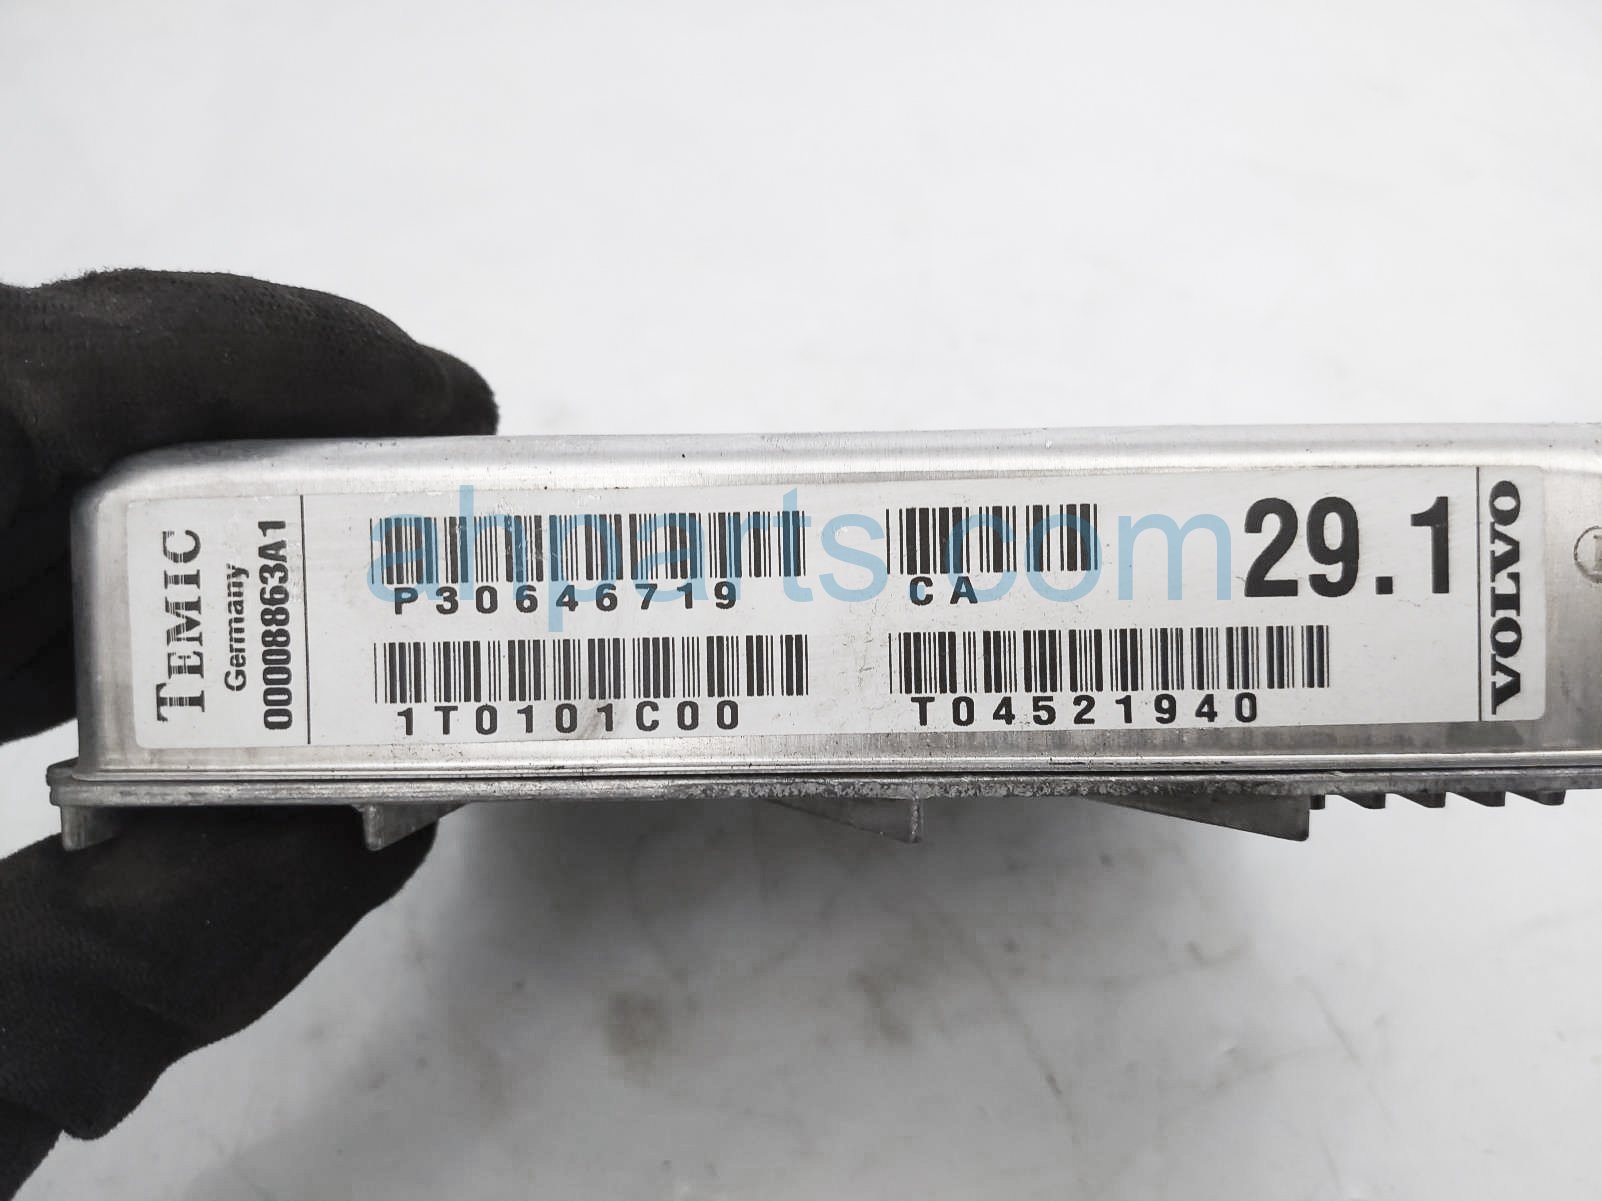 TEMIC
Germany
00008863A1
P30646719
CA
29.1
1T0101C00
T04521940
VOLVO
ahparts.com